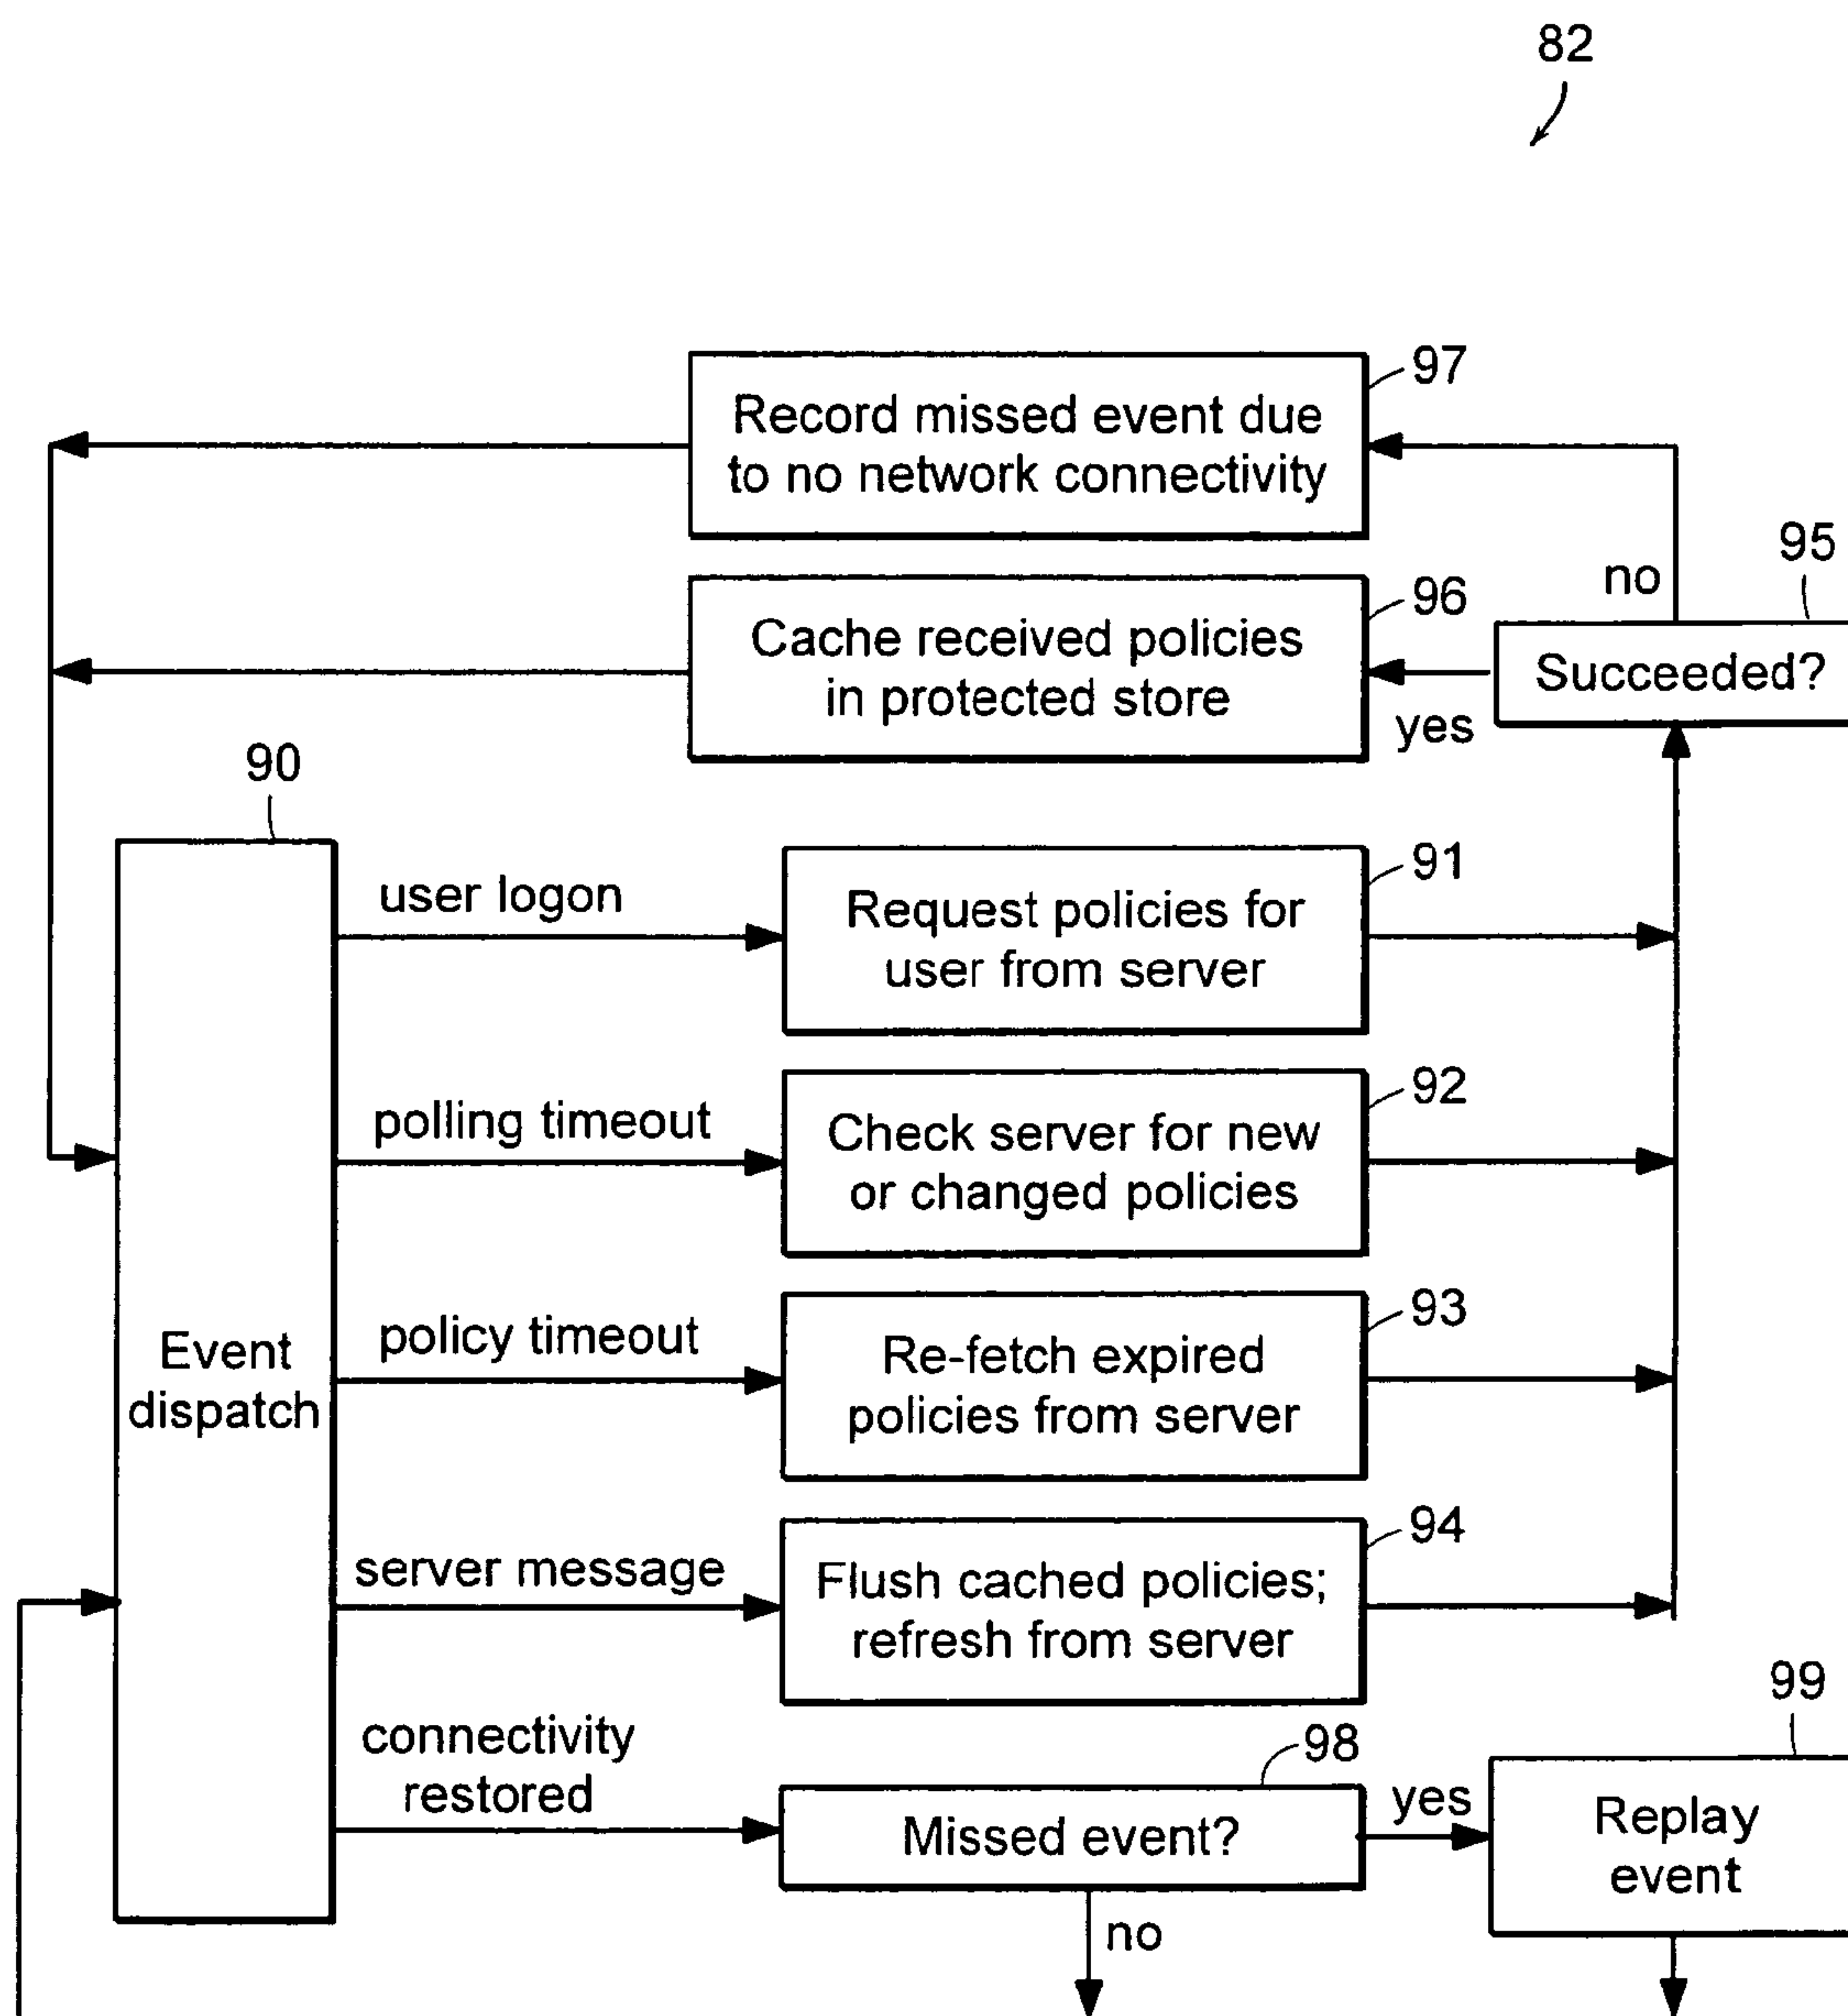 82
97
Record missed event due
to no network connectivity
95
no
96
Cache received policies
in protected store
Succeeded?
yes
90
91
user logon
Request policies for
user from server
92
polling timeout
Check server for new
or changed policies
93
policy timeout
Re-fetch expired
policies from server
Event
dispatch
94
server message
Flush cached policies;
refresh from server
99
connectivity
restored
98
yes
Missed event?
Replay
event
no